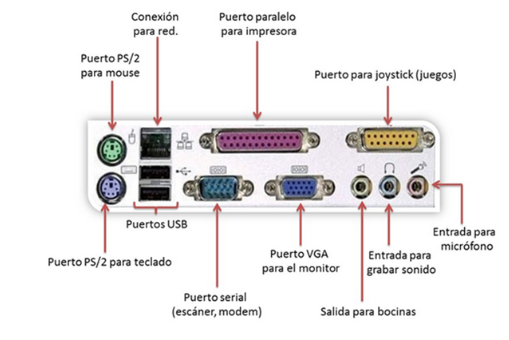 Conexión
para red.
Puerto paralelo
para impresora
Puerto PS/2
para mouse
Puerto para joystick (juegos)
Puertos USB
Puerto PS/2 para teclado
Puerto serial
(escáner, modem)
Puerto VGA
para el monitor
Salida para bocinas
Entrada para
grabar sonido
Entrada para
micrófono